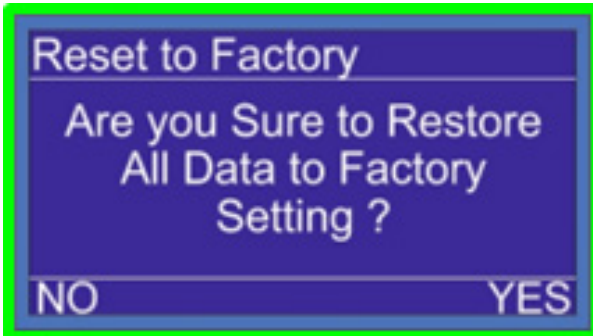 Reset to Factory
Are you Sure to Restore
All Data to Factory
Setting ?
NO YES